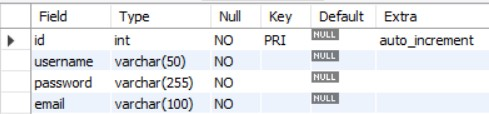 Field Type Null Key Default Extra
id int NO PRI NULL auto_increment
username varchar(50) NO NULL
password varchar(255) NO NULL
email varchar(100) NO NULL